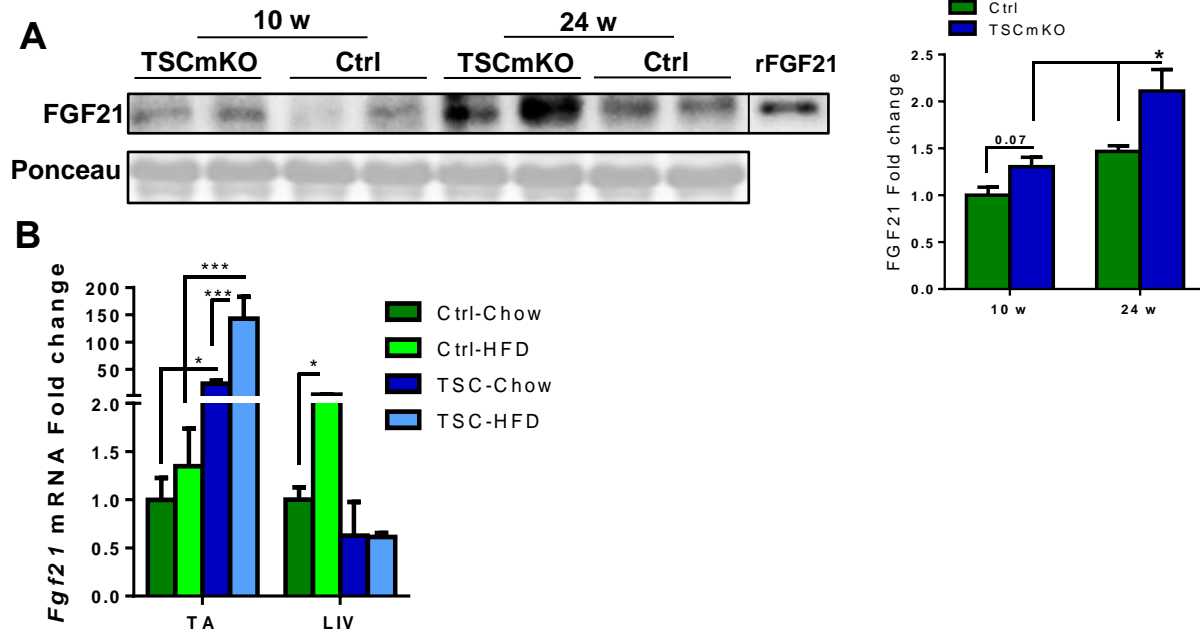 A
10 w
24 w
TSCmKO
Ctrl
TSCmKO
Ctrl
rFGF21
FGF21
Ponceau
Ctrl
TSCmKO
FGF21 Fold change
2.5
2.0
1.5
1.0
0.5
0.0
0.07
*
10 w
24 w
B
Fgf21 mRNA Fold change
200
150
100
50
2.0
1.5
1.0
0.5
0.0
***
***
*
*
TA
LIV
Ctrl-Chow
Ctrl-HFD
TSC-Chow
TSC-HFD